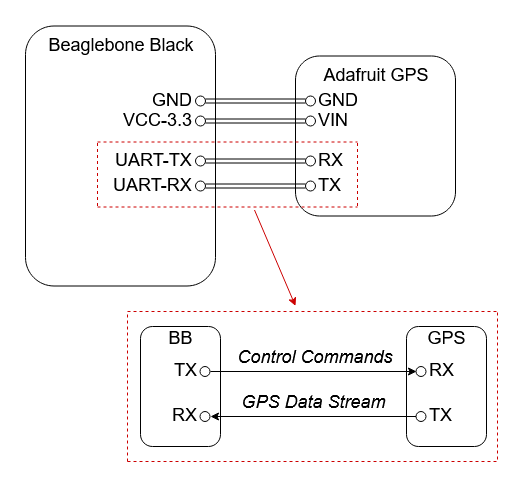 Beaglebone Black
Adafruit GPS
GND GND
VCC-3.3 VIN
UART-TX RX
UART-RX TX
BB GPS
Control Commands
TX RX
GPS Data Stream
RX TX